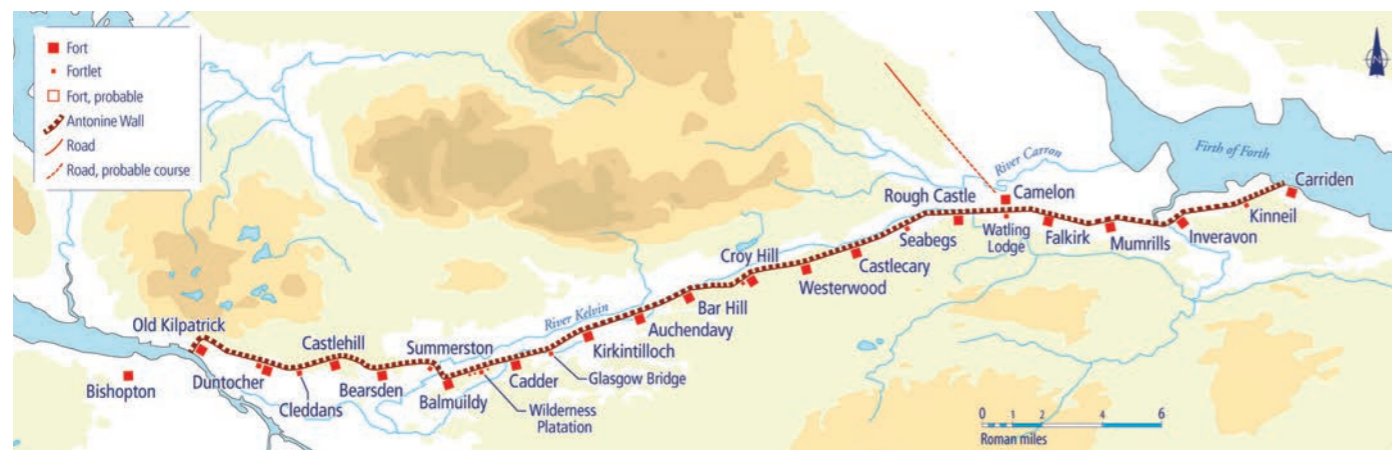 Fort
Fortlet
Fort, probable
Antonine Wall
Road
Road, probable course
N
Firth of Forth
River Carron
Carriden
Rough Castle
Camelon
Kinneil
Watling
Lodge
Seabegs
Falkirk
Mumrills
Inveravon
Croy Hill
Castlecary
Westerwood
Bar Hill
River Kelvin
Auchendavy
Old Kilpatrick
Castlehill
Summerston
Kirkintilloch
Glasgow Bridge
Bishopton
Duntocher
Cleddans
Bearsden
Balmuildy
Cadder
Wilderness
Platation
0 1 2 4 6
Roman miles